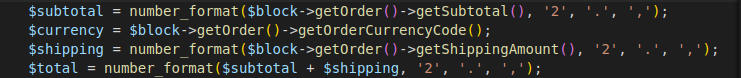 $subtotal = number_format($block->getOrder()->getSubtotal(), '2', '.', ',');
$currency = $block->getOrder()->getOrderCurrencyCode();
$shipping = number_format($block->getOrder()->getShippingAmount(), '2', '.', ',');
$total = number_format($subtotal + $shipping, '2', '.', ',');